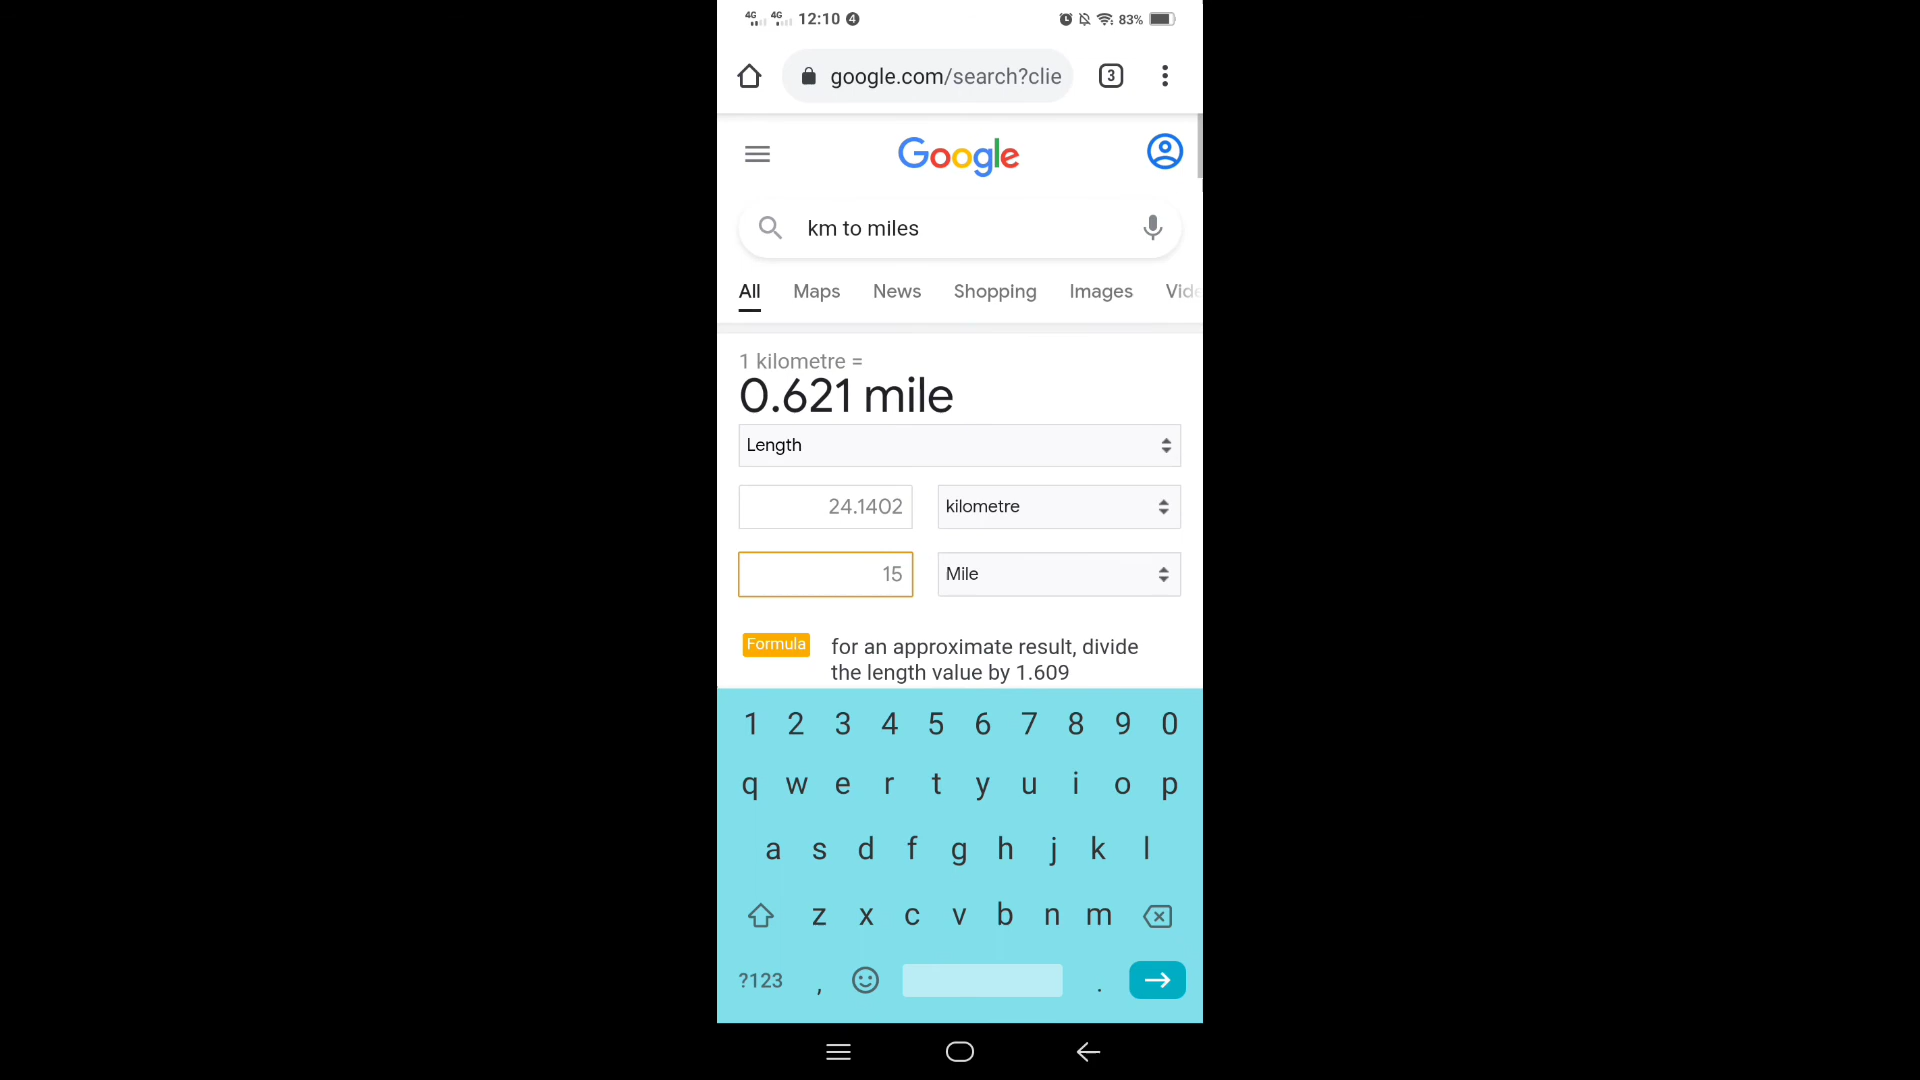 4G 4G 12:10 4 83%
google.com/search?clie 3
Google
km to miles
All Maps News Shopping Images Vide
1 kilometre =
0.621 mile
Length
24.1402 kilometre
15 Mile
Formula for an approximate result, divide
the length value by 1.609
1 2 3 4 5 6 7 8 9 0
q w e r t y u i o p
a s d f g h j k l
z x c v b n m
?123 , .